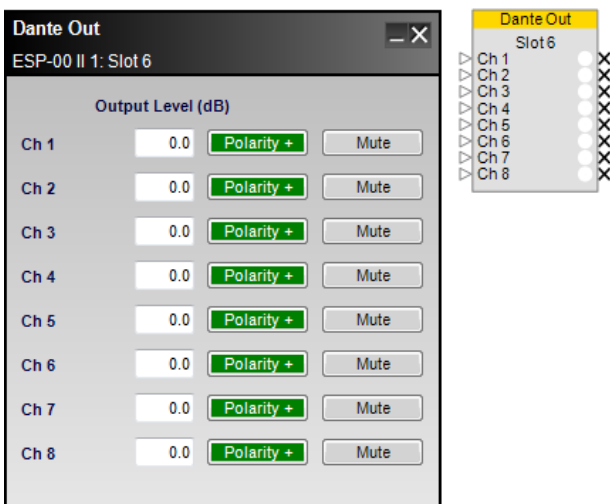 Dante Out
ESP-00 II 1: Slot 6
Output Level (dB)
Ch 1 0.0 Polarity + Mute
Ch 2 0.0 Polarity + Mute
Ch 3 0.0 Polarity + Mute
Ch 4 0.0 Polarity + Mute
Ch 5 0.0 Polarity + Mute
Ch 6 0.0 Polarity + Mute
Ch 7 0.0 Polarity + Mute
Ch 8 0.0 Polarity + Mute
Dante Out
Slot 6
Ch 1
Ch 2
Ch 3
Ch 4
Ch 5
Ch 6
Ch 7
Ch 8